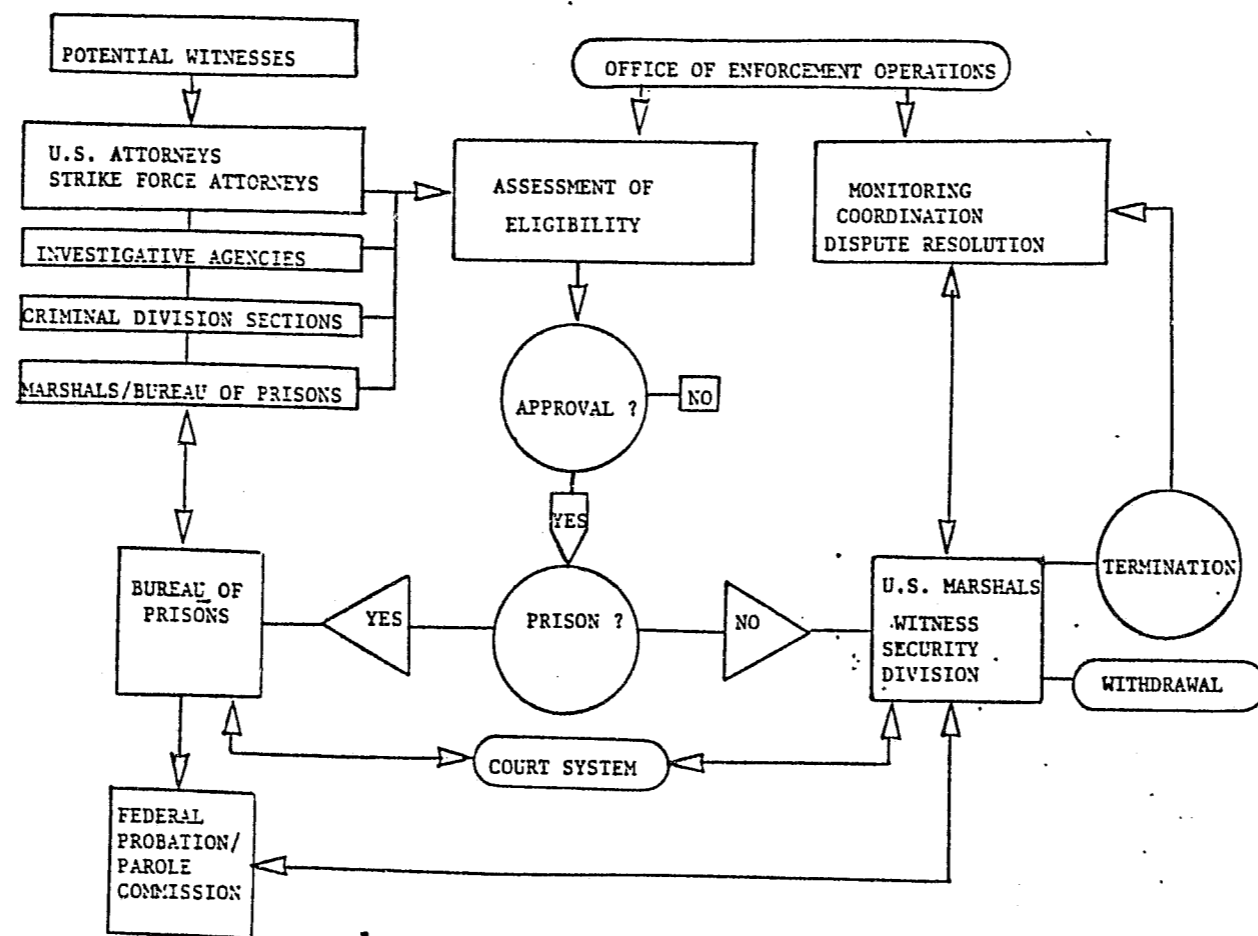 POTENTIAL WITNESSES
OFFICE OF ENFORCEMENT OPERATIONS
U.S. ATTORNEYS
STRIKE FORCE ATTORNEYS
INVESTIGATIVE AGENCIES
CRIMINAL DIVISION SECTIONS
MARSHALS/BUREAU OF PRISONS
ASSESSMENT OF
ELIGIBILITY
MONITORING
COORDINATION
DISPUTE RESOLUTION
APPROVAL ?
NO
YES
BUREAU OF
PRISONS
YES
PRISON ?
NO
U.S. MARSHALS
WITNESS
SECURITY
DIVISION
TERMINATION
WITHDRAWAL
COURT SYSTEM
FEDERAL
PROBATION/
PAROLE
COMMISSION